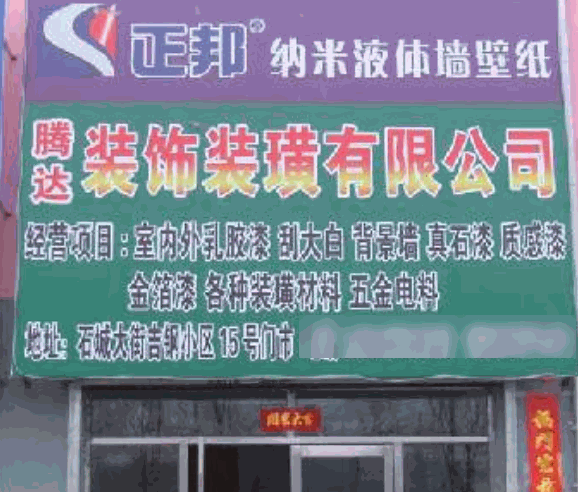 正邦® 纳米液体墙壁纸
腾达 装饰装璜有限公司
经营项目：室内外乳胶漆 刮大白 背景墙 真石漆 质感漆
金箔漆 各种装璜材料 五金电料
地址：石城大街吉钢小区15号门市